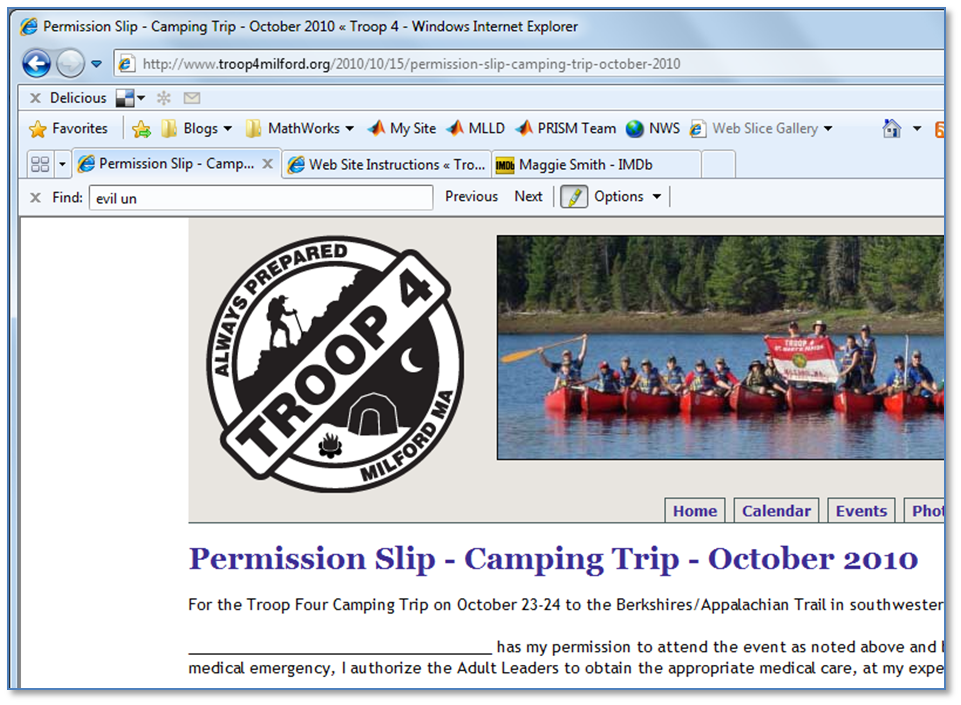 Permission Slip - Camping Trip - October 2010 « Troop 4 - Windows Internet Explorer
http://www.troop4milford.org/2010/10/15/permission-slip-camping-trip-october-2010
x Delicious
Favorites Blogs MathWorks My Site MLLD PRISM Team NWS Web Slice Gallery
Permission Slip - Camp... x Web Site Instructions « Tro... IMDb Maggie Smith - IMDb
x Find: evil un Previous Next Options
ALWAYS PREPARED
TROOP 4
MILFORD MA
TROOP 4
Home Calendar Events Phot
Permission Slip - Camping Trip - October 2010
For the Troop Four Camping Trip on October 23-24 to the Berkshires/Appalachian Trail in southwester
has my permission to attend the event as noted above and
medical emergency, I authorize the Adult Leaders to obtain the appropriate medical care, at my expe